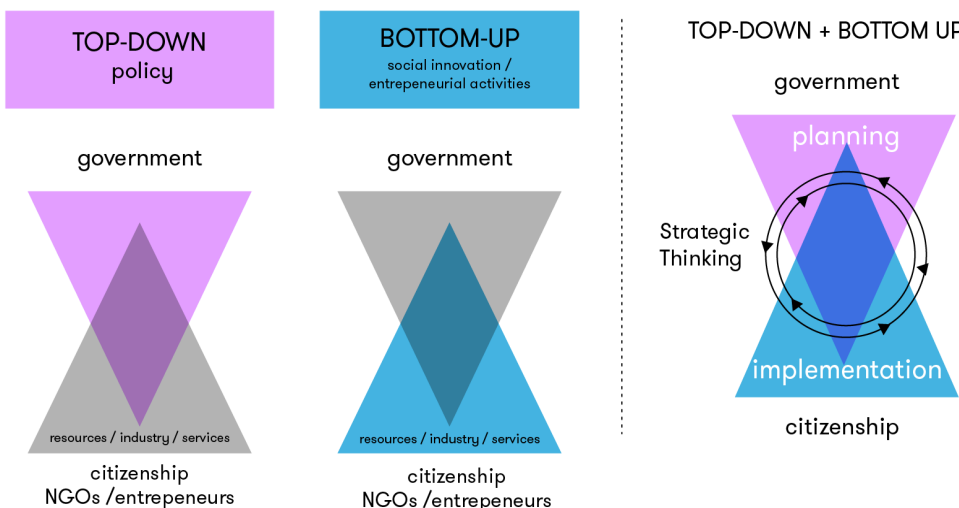 TOP-DOWN
policy
government
resources / industry / services
citizenship
NGOs /entrepeneurs
BOTTOM-UP
social innovation /
entrepeneurial activities
government
resources / industry / services
citizenship
NGOs /entrepeneurs
TOP-DOWN + BOTTOM UP
government
planning
Strategic
Thinking
implementation
citizenship